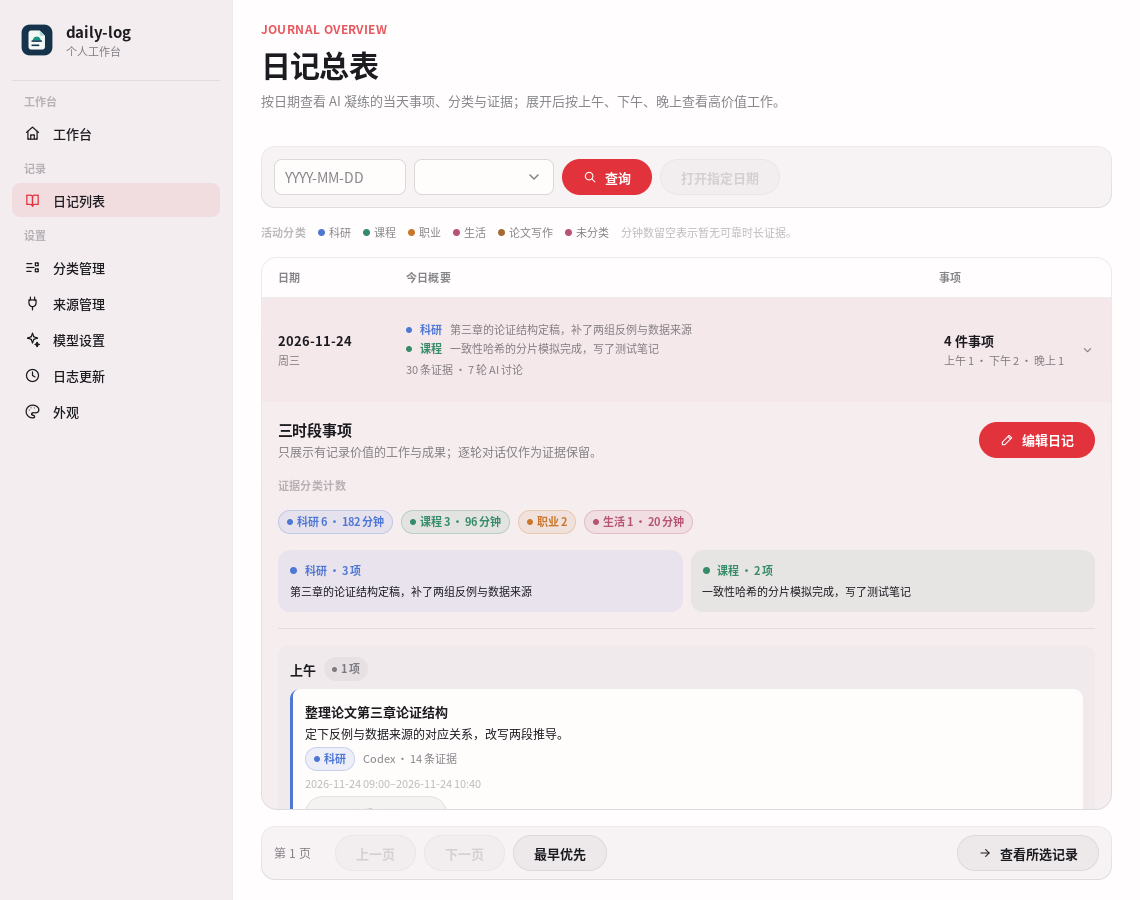 daily-log
个人工作台
工作台
工作台
记录
日记列表
设置
分类管理
来源管理
模型设置
日志更新
外观
JOURNAL OVERVIEW
日记总表
按日期查看 AI 凝练的当天事项、分类与证据；展开后按上午、下午、晚上查看高价值工作。
YYYY-MM-DD
查询
打开指定日期
活动分类 科研 课程 职业 生活 论文写作 未分类 分钟数留空表示暂无可靠时长证据。
日期 今日概要 事项
2026-11-24
周三
科研 第三章的论证结构定稿，补了两组反例与数据来源
课程 一致性哈希的分片模拟完成，写了测试笔记
30 条证据 · 7 轮 AI 讨论
4 件事项
上午 1 · 下午 2 · 晚上 1
三时段事项
只展示有记录价值的工作与成果；逐轮对话仅作为证据保留。
编辑日记
证据分类计数
科研 6 · 182 分钟 课程 3 · 96 分钟 职业 2 生活 1 · 20 分钟
科研 · 3 项
第三章的论证结构定稿，补了两组反例与数据来源
课程 · 2 项
一致性哈希的分片模拟完成，写了测试笔记
上午 1 项
整理论文第三章论证结构
定下反例与数据来源的对应关系，改写两段推导。
科研 Codex · 14 条证据
2026-11-24 09:00–2026-11-24 10:40
第 1 页 上一页 下一页 最早优先 查看所选记录